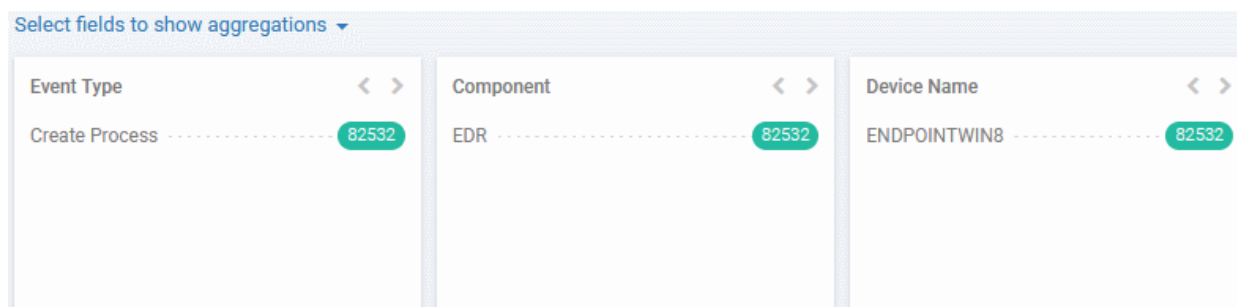 Select fields to show aggregations
Event Type
Create Process 82532
Component
EDR 82532
Device Name
ENDPOINTWIN8 82532